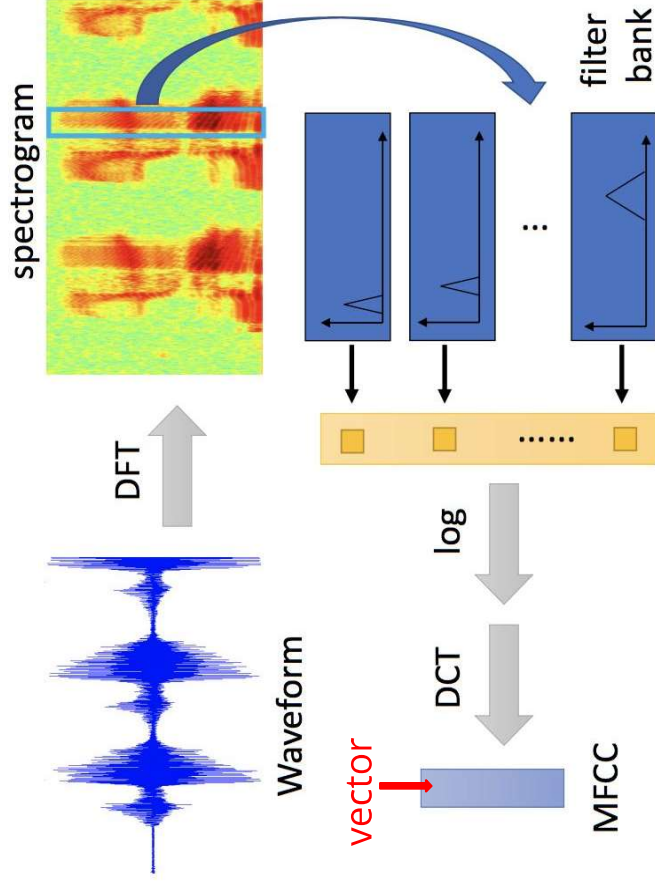 Waveform
DFT
spectrogram
filter
bank
...
......
log
DCT
vector
MFCC